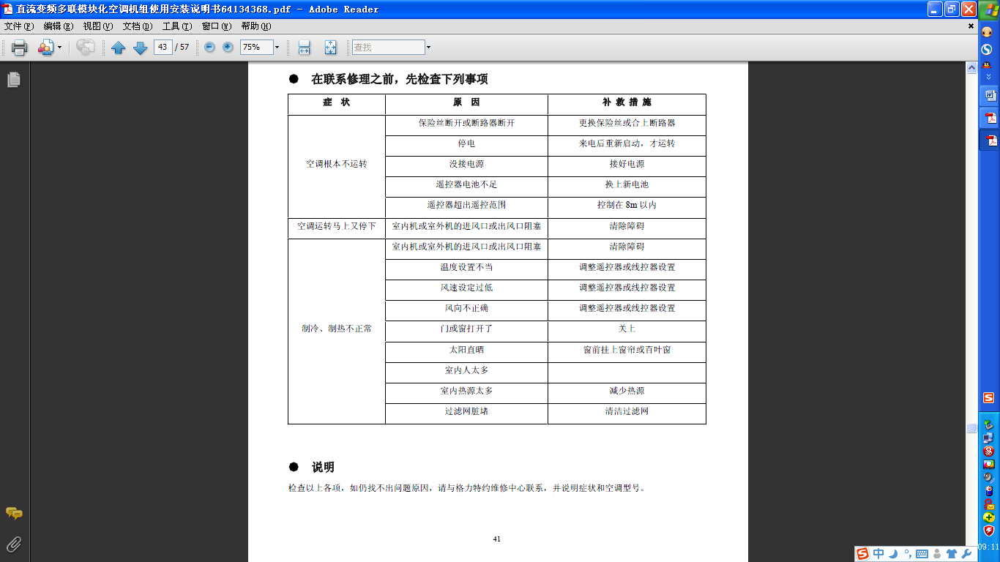 直流变频多联模块化空调机组使用安装说明书64134368.pdf - Adobe Reader
文件(F) 编辑(E) 视图(V) 文档(D) 工具(T) 窗口(W) 帮助(H)
43 / 57 75% 查找
● 在联系修理之前，先检查下列事项
症 状 原 因 补 救 措 施
空调根本不运转 保险丝断开或断路器断开 更换保险丝或合上断路器
停电 来电后重新启动，才运转
没接电源 接好电源
遥控器电池不足 换上新电池
遥控器超出遥控范围 控制在 8m 以内
空调运转马上又停下 室内机或室外机的进风口或出风口阻塞 清除障碍
制冷、制热不正常 室内机或室外机的进风口或出风口阻塞 清除障碍
温度设置不当 调整遥控器或线控器设置
风速设定过低 调整遥控器或线控器设置
风向不正确 调整遥控器或线控器设置
门或窗打开了 关上
太阳直晒 窗前挂上窗帘或百叶窗
室内人太多
室内热源太多 减少热源
过滤网脏堵 清洁过滤网
● 说明
检查以上各项，如仍找不出问题原因，请与格力特约维修中心联系，并说明症状和空调型号。
41
中
09:11